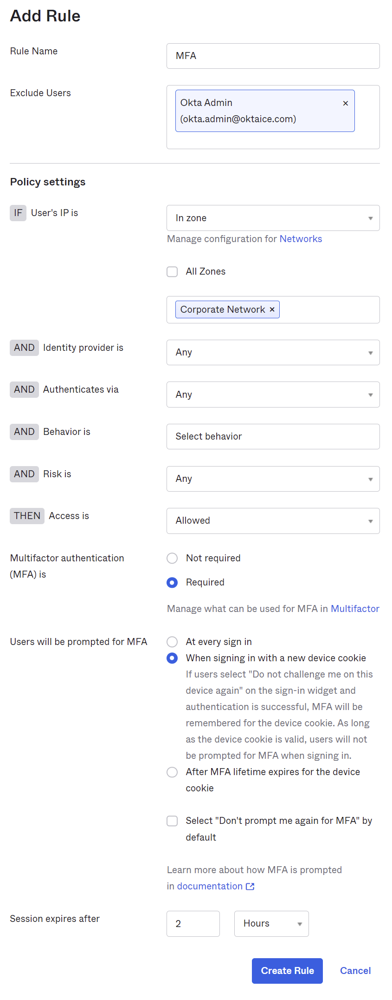 Add Rule
Rule Name
MFA
Exclude Users
Okta Admin ×
(okta.admin@oktaice.com)
Policy settings
IF User's IP is
In zone
Manage configuration for Networks
All Zones
Corporate Network ×
AND Identity provider is
Any
AND Authenticates via
Any
AND Behavior is
Select behavior
AND Risk is
Any
THEN Access is
Allowed
Multifactor authentication
(MFA) is
Not required
Required
Manage what can be used for MFA in Multifactor
Users will be prompted for MFA
At every sign in
When signing in with a new device cookie
If users select "Do not challenge me on this
device again" on the sign-in widget and
authentication is successful, MFA will be
remembered for the device cookie. As long
as the device cookie is valid, users will not
be prompted for MFA when signing in.
After MFA lifetime expires for the device
cookie
Select "Don't prompt me again for MFA" by
default
Learn more about how MFA is prompted
in documentation
Session expires after
2
Hours
Create Rule
Cancel